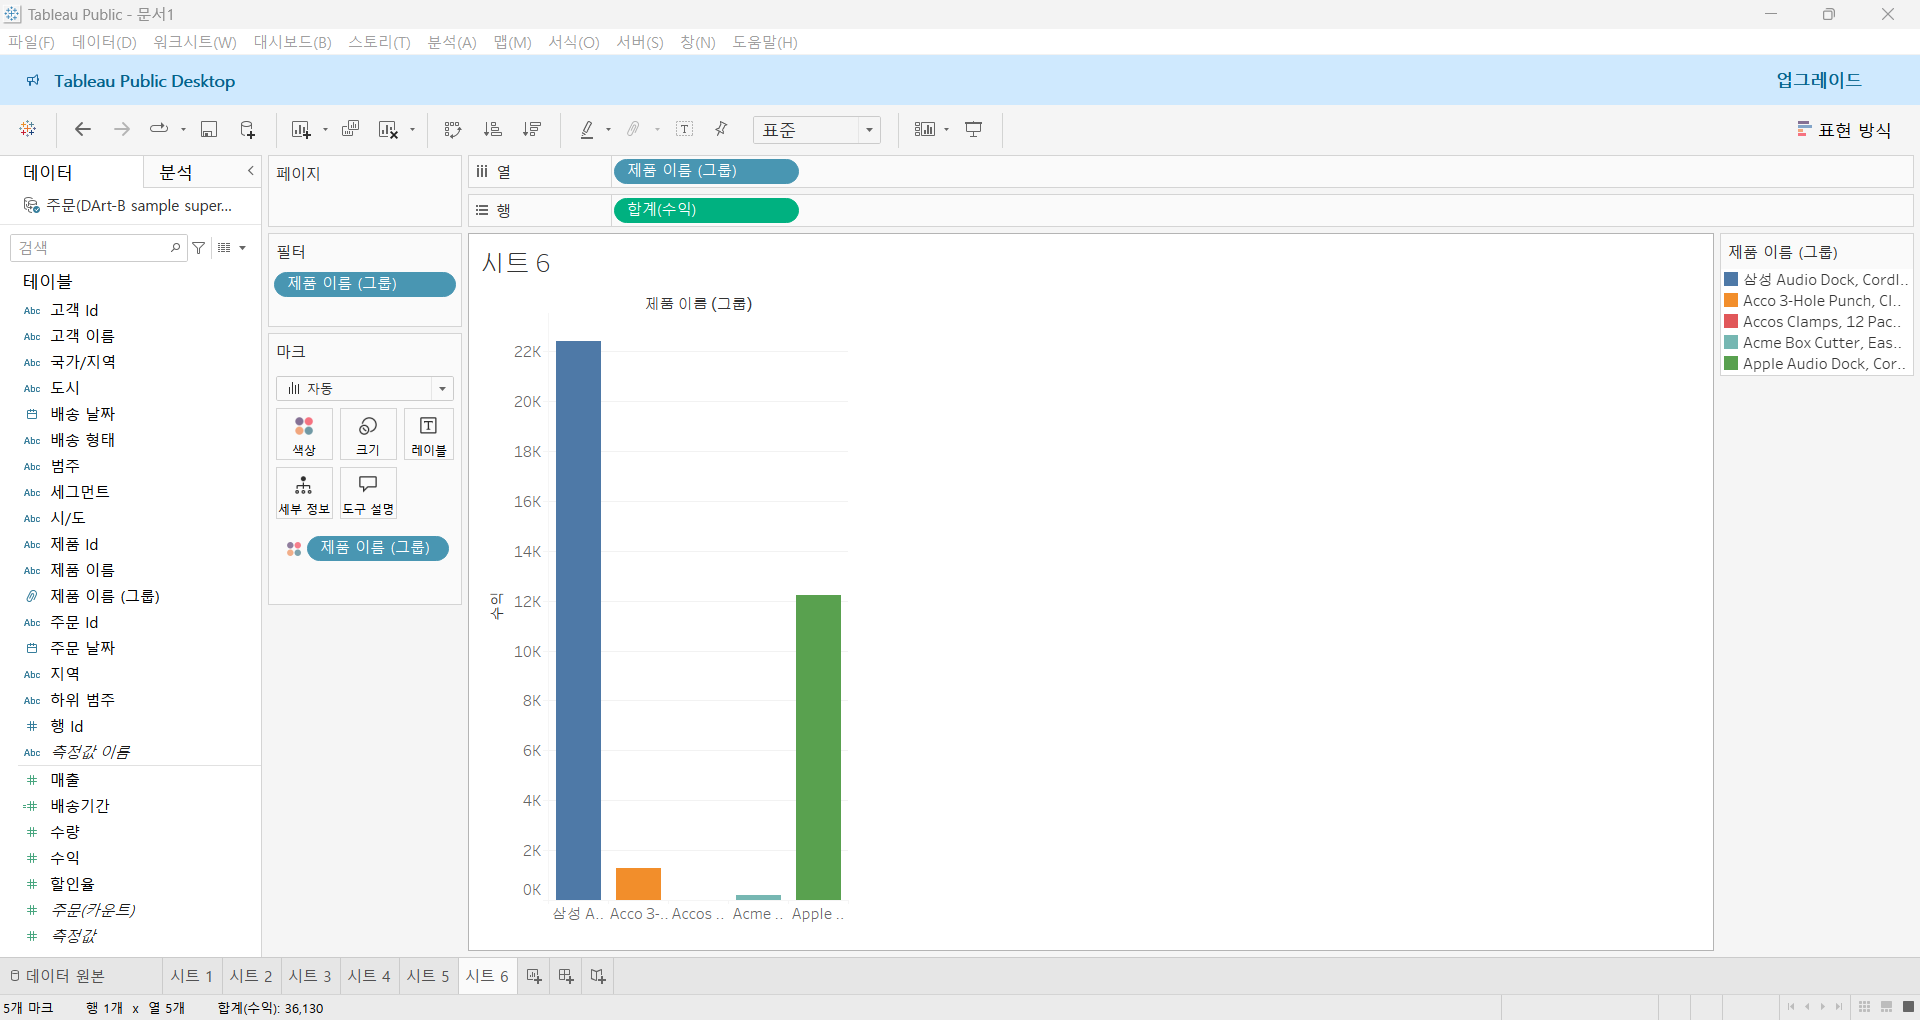 Tableau Public - 문서1
파일(F) 데이터(D) 워크시트(W) 대시보드(B) 스토리(T) 분석(A) 맵(M) 서식(O) 서버(S) 창(N) 도움말(H)
Tableau Public Desktop
업그레이드
표준
표현 방식
데이터
분석
주문(DArt-B sample super...
검색
테이블
Abc 고객 Id
Abc 고객 이름
Abc 국가/지역
Abc 도시
배송 날짜
Abc 배송 형태
Abc 범주
Abc 세그먼트
Abc 시/도
Abc 제품 Id
Abc 제품 이름
제품 이름 (그룹)
Abc 주문 Id
주문 날짜
Abc 지역
Abc 하위 범주
# 행 Id
Abc 측정값 이름
# 매출
=# 배송기간
# 수량
# 수익
# 할인율
# 주문(카운트)
# 측정값
페이지
필터
제품 이름 (그룹)
마크
자동
색상
크기
레이블
세부 정보
도구 설명
제품 이름 (그룹)
열
제품 이름 (그룹)
행
합계(수익)
시트 6
제품 이름 (그룹)
수익
22K
20K
18K
16K
14K
12K
10K
8K
6K
4K
2K
0K
삼성 A.. Acco 3-.. Accos .. Acme .. Apple ..
제품 이름 (그룹)
삼성 Audio Dock, Cordl..
Acco 3-Hole Punch, Cl..
Accos Clamps, 12 Pac..
Acme Box Cutter, Eas..
Apple Audio Dock, Cor..
데이터 원본
시트 1
시트 2
시트 3
시트 4
시트 5
시트 6
5개 마크 행 1개 x 열 5개 합계(수익): 36,130